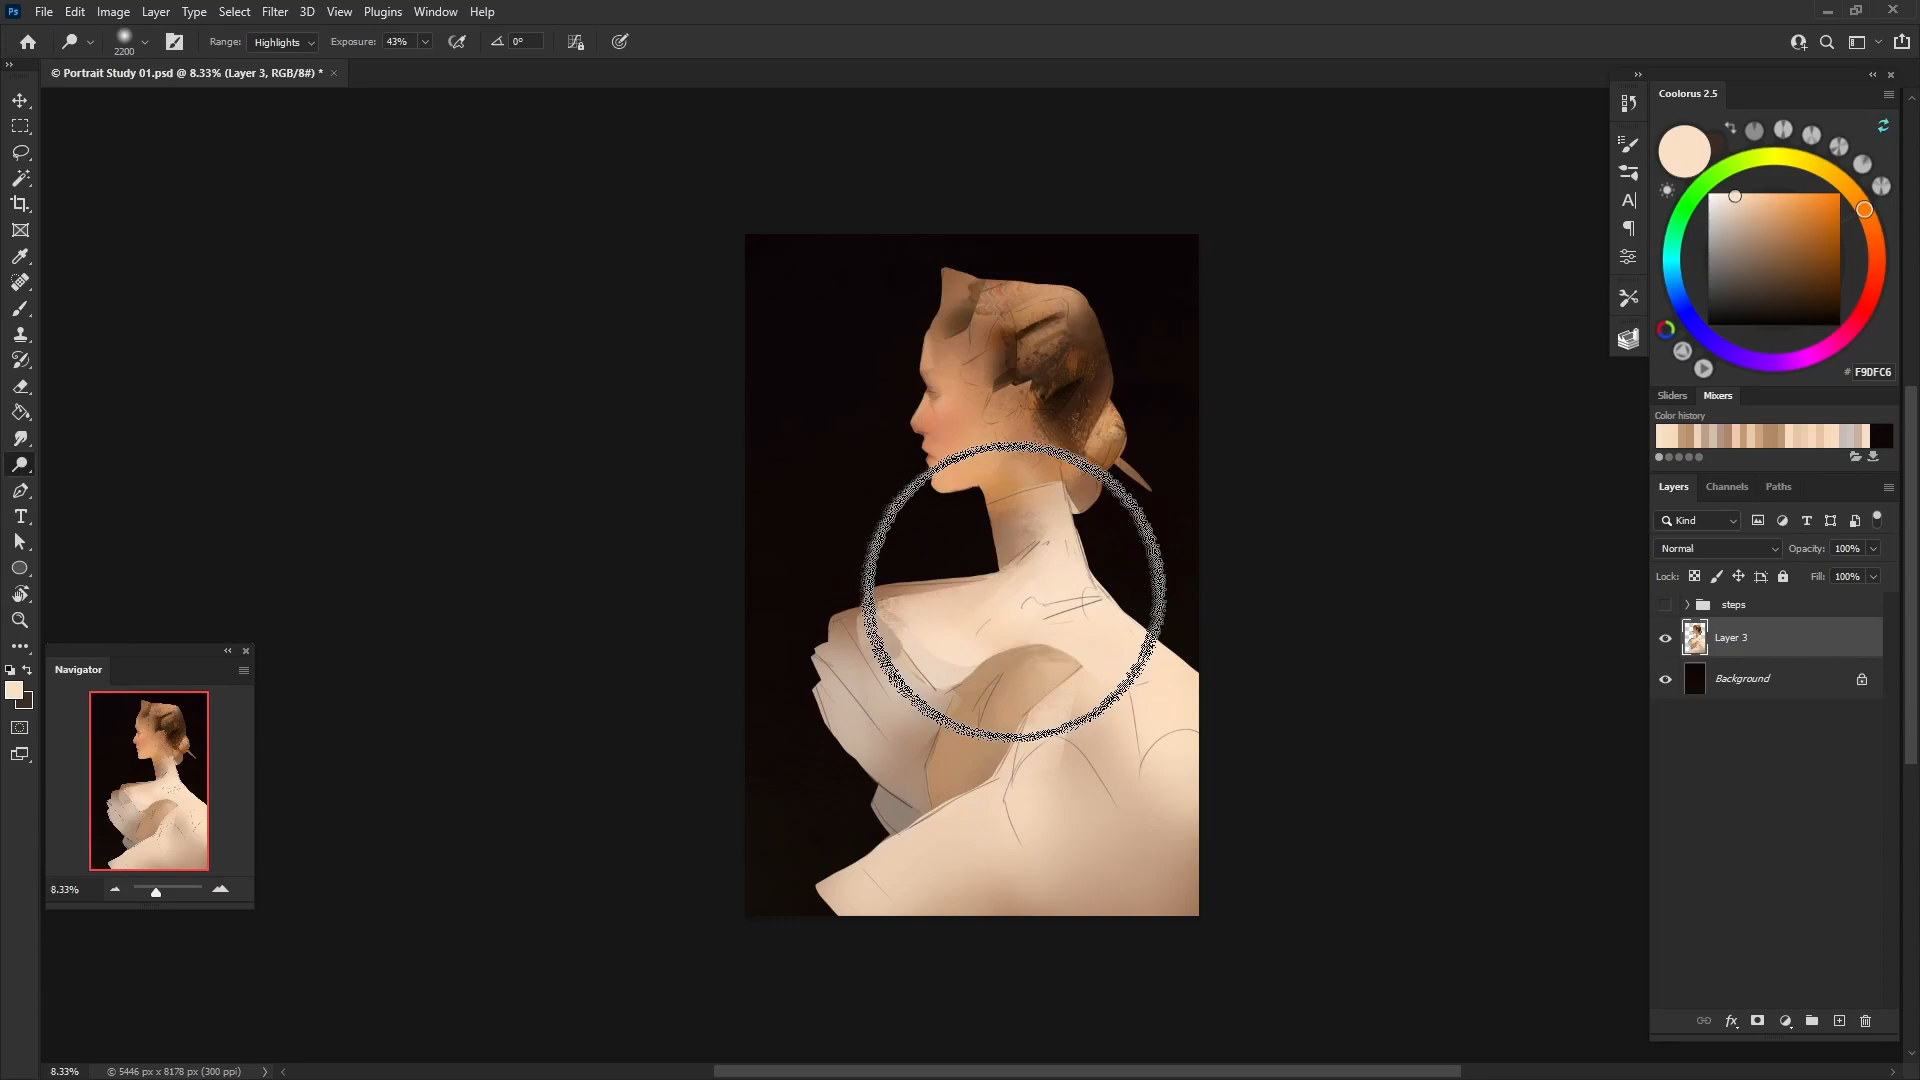 Ps File Edit Image Layer Type Select Filter 3D View Plugins Window Help
2200 Range: Highlights Exposure: 43% 0°
© Portrait Study 01.psd @ 8.33% (Layer 3, RGB/8#) *
Coolorus 2.5
# F9DFC6
Sliders Mixers
Color history
Layers Channels Paths
Kind
Normal Opacity: 100%
Lock: Fill: 100%
steps
Layer 3
Background
fx
Navigator
8.33%
8.33% © 5446 px x 8178 px (300 ppi)